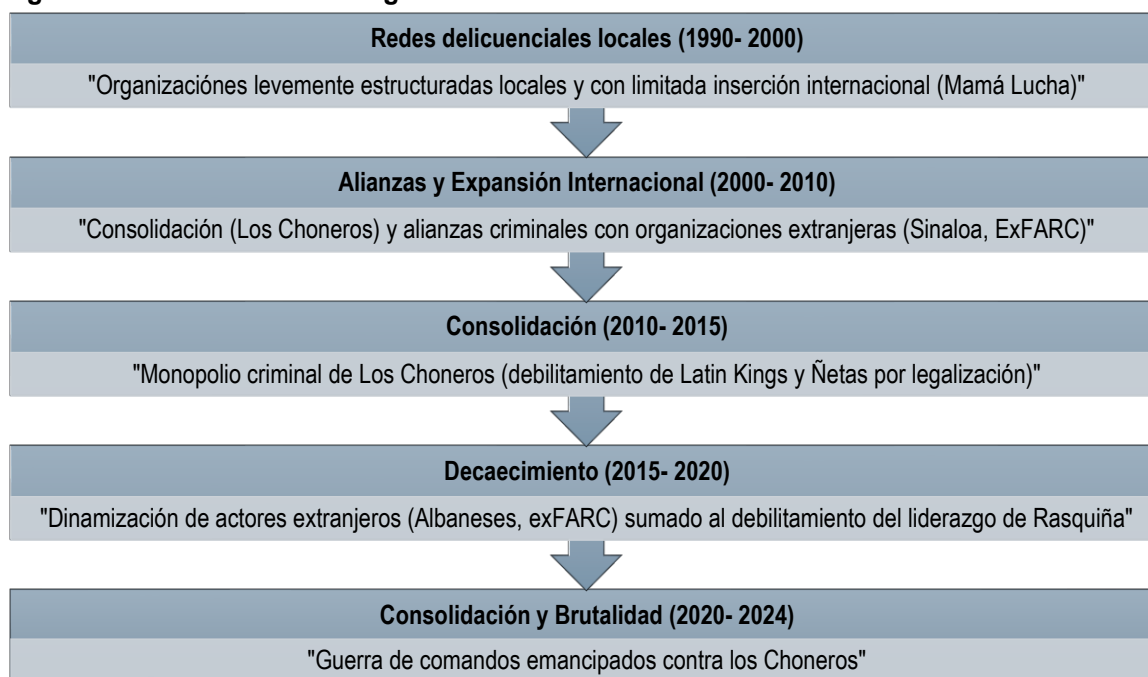 Redes delicuenciales locales (1990- 2000)
"Organizaciónes levemente estructuradas locales y con limitada inserción internacional (Mamá Lucha)"
Alianzas y Expansión Internacional (2000- 2010)
"Consolidación (Los Choneros) y alianzas criminales con organizaciones extranjeras (Sinaloa, ExFARC)"
Consolidación (2010- 2015)
"Monopolio criminal de Los Choneros (debilitamiento de Latin Kings y Ñetas por legalización)"
Decaecimiento (2015- 2020)
"Dinamización de actores extranjeros (Albaneses, exFARC) sumado al debilitamiento del liderazgo de Rasquiña"
Consolidación y Brutalidad (2020- 2024)
"Guerra de comandos emancipados contra los Choneros"